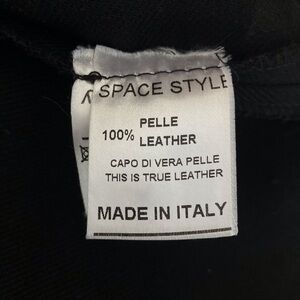 SPACE STYLE
PELLE
100% LEATHER
CAPO DI VERA PELLE
THIS IS TRUE LEATHER
MADE IN ITALY